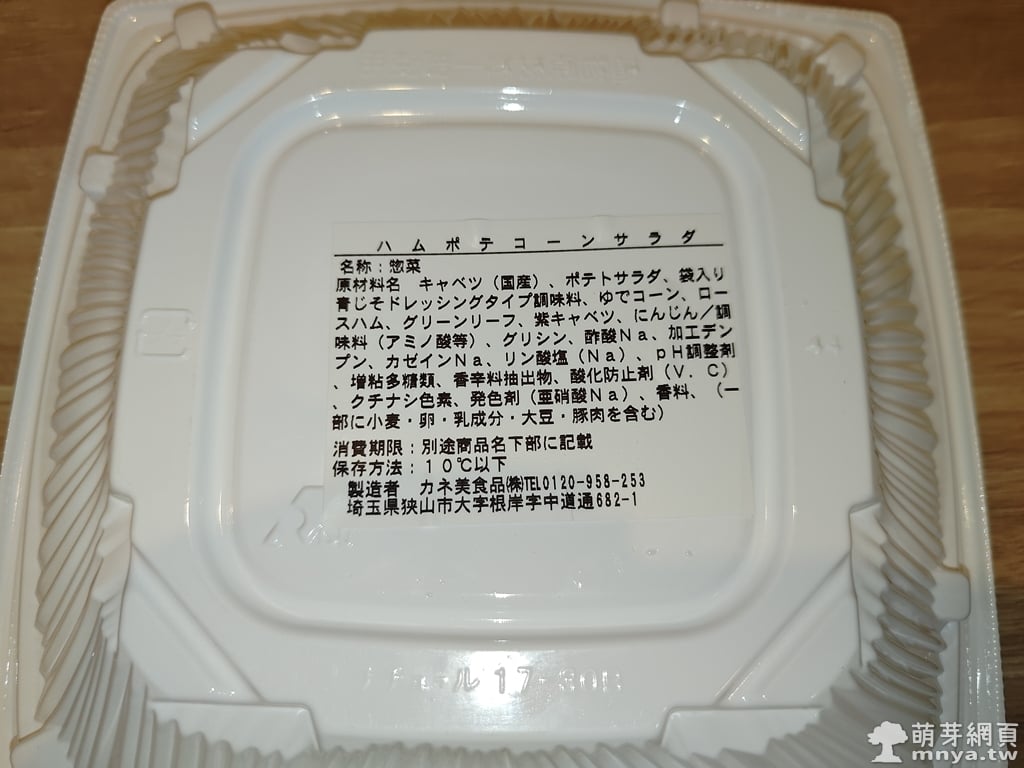 ハムポテコーンサラダ
名称：惣菜
原材料名　キャベツ（国産）、ポテトサラダ、袋入り
青じそドレッシングタイプ調味料、ゆでコーン、ロー
スハム、グリーンリーフ、紫キャベツ、にんじん／調
味料（アミノ酸等）、グリシン、酢酸Ｎａ、加工デン
プン、カゼインＮａ、リン酸塩（Ｎａ）、ｐＨ調整剤
、増粘多糖類、香辛料抽出物、酸化防止剤（Ｖ．Ｃ）
、クチナシ色素、発色剤（亜硝酸Ｎａ）、香料、（一
部に小麦・卵・乳成分・大豆・豚肉を含む）
消費期限：別途商品名下部に記載
保存方法：１０℃以下
製造者　カネ美食品㈱TEL0120-958-253
埼玉県狭山市大字根岸字中道通682-1
萌芽網頁
mnya.tw